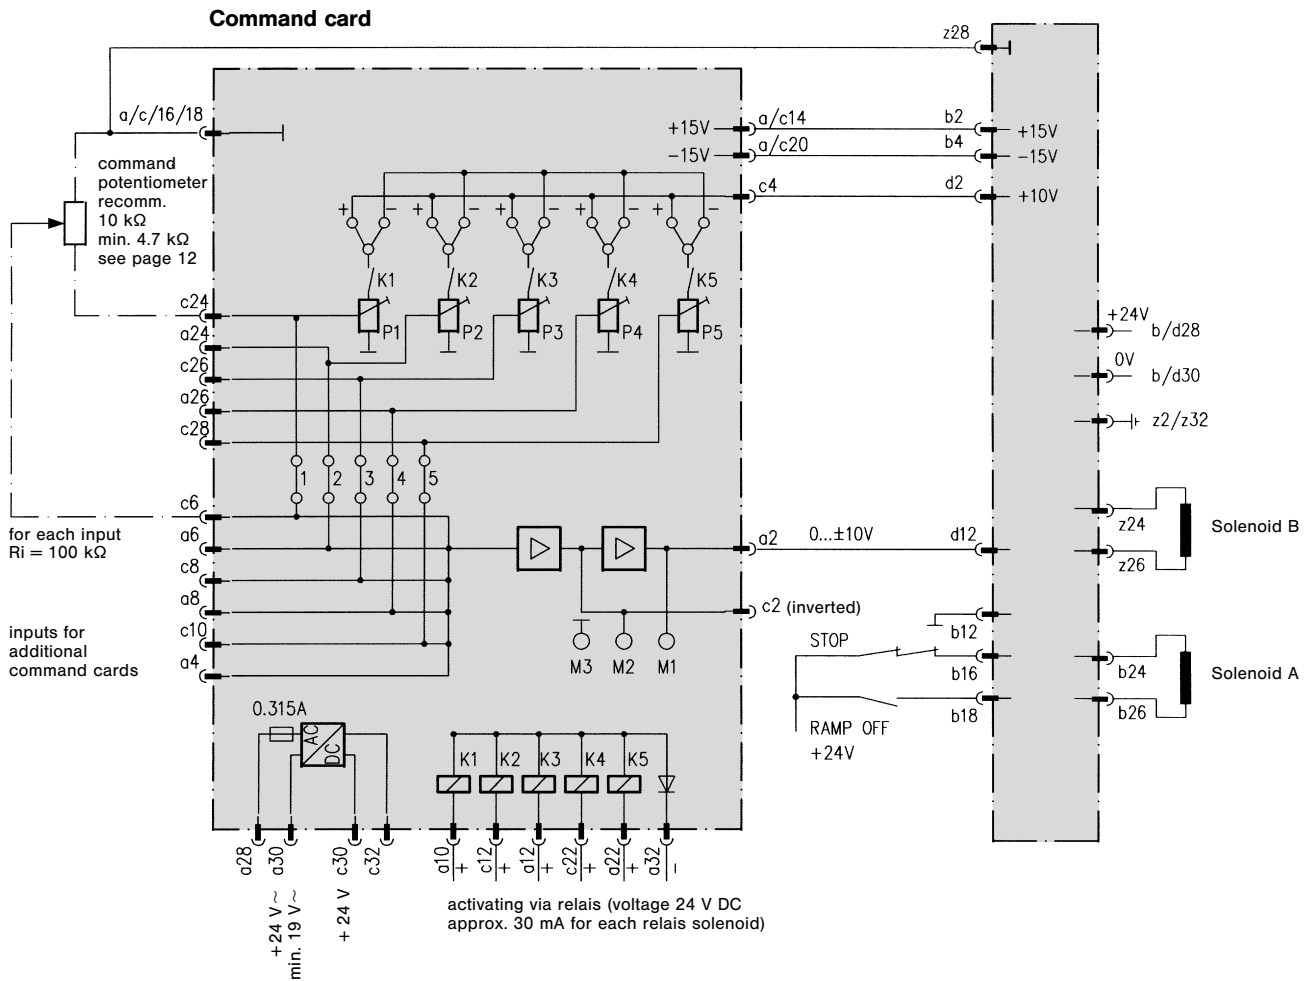 Command card
z28
a/c/16/18
+15V
a/c14
b2
+15V
-15V
a/c20
b4
-15V
c4
d2
+10V
command
potentiometer
recomm.
10 kΩ
min. 4.7 kΩ
see page 12
+ - + - + - + - + -
K1 K2 K3 K4 K5
P1 P2 P3 P4 P5
c24
a24
c26
a26
c28
+24V
b/d28
0V
b/d30
z2/z32
1 2 3 4 5
c6
for each input
Ri = 100 kΩ
a6
c8
a8
c10
a4
inputs for
additional
command cards
a2
0...±10V
d12
c2 (inverted)
M3 M2 M1
z24
z26
Solenoid B
b12
STOP
b16
b18
RAMP OFF
+24V
b24
b26
Solenoid A
0.315A
AC
DC
K1 K2 K3 K4 K5
a28 a30 c30 c32
+24 V ~
min. 19 V ~
+24 V
a10 c12 a12 c22 a22 a32
+ + + + + -
activating via relais (voltage 24 V DC
approx. 30 mA for each relais solenoid)